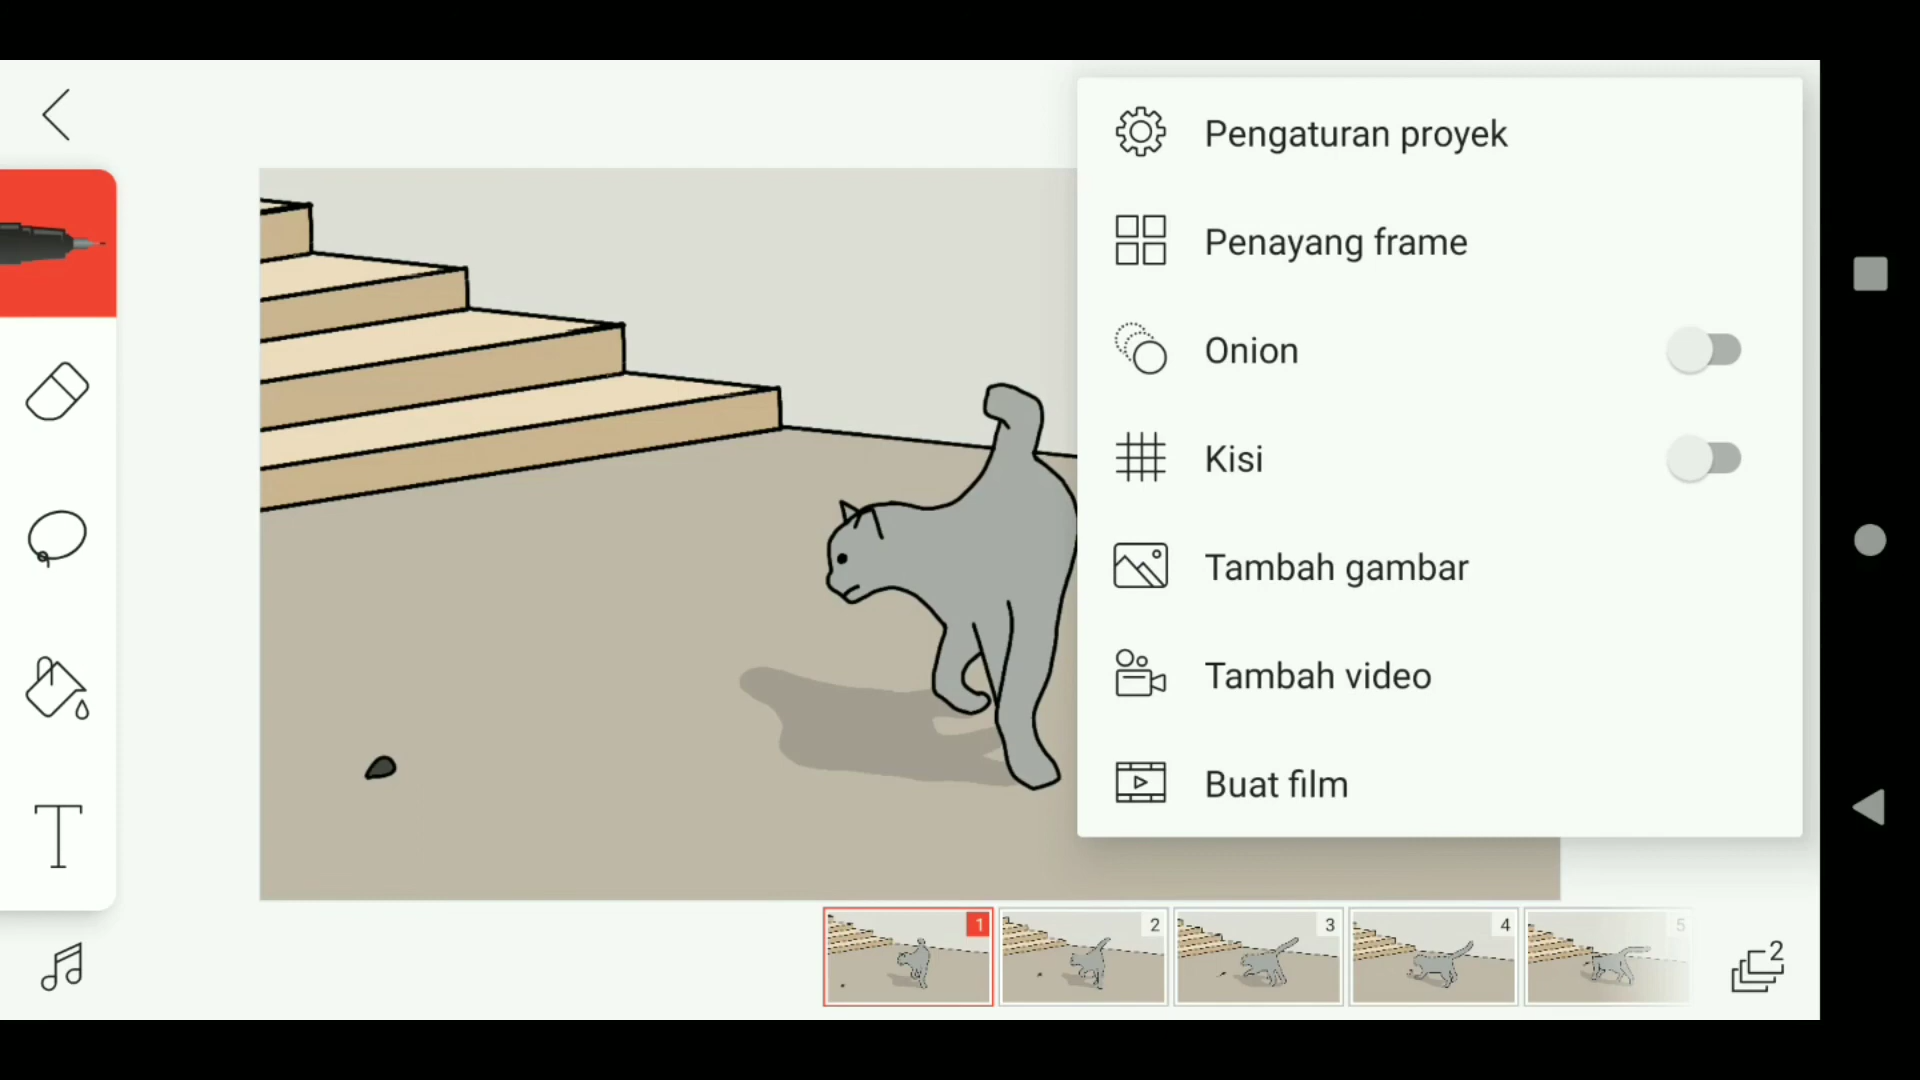 Pengaturan proyek
Penayang frame
Onion
Kisi
Tambah gambar
Tambah video
Buat film
1
2
3
4
5
2